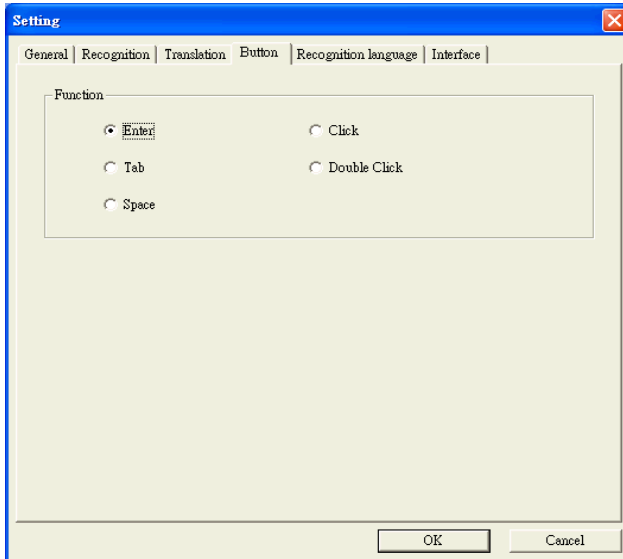 Setting
General Recognition Translation Button Recognition language Interface
Function
Enter Click
Tab Double Click
Space
OK Cancel